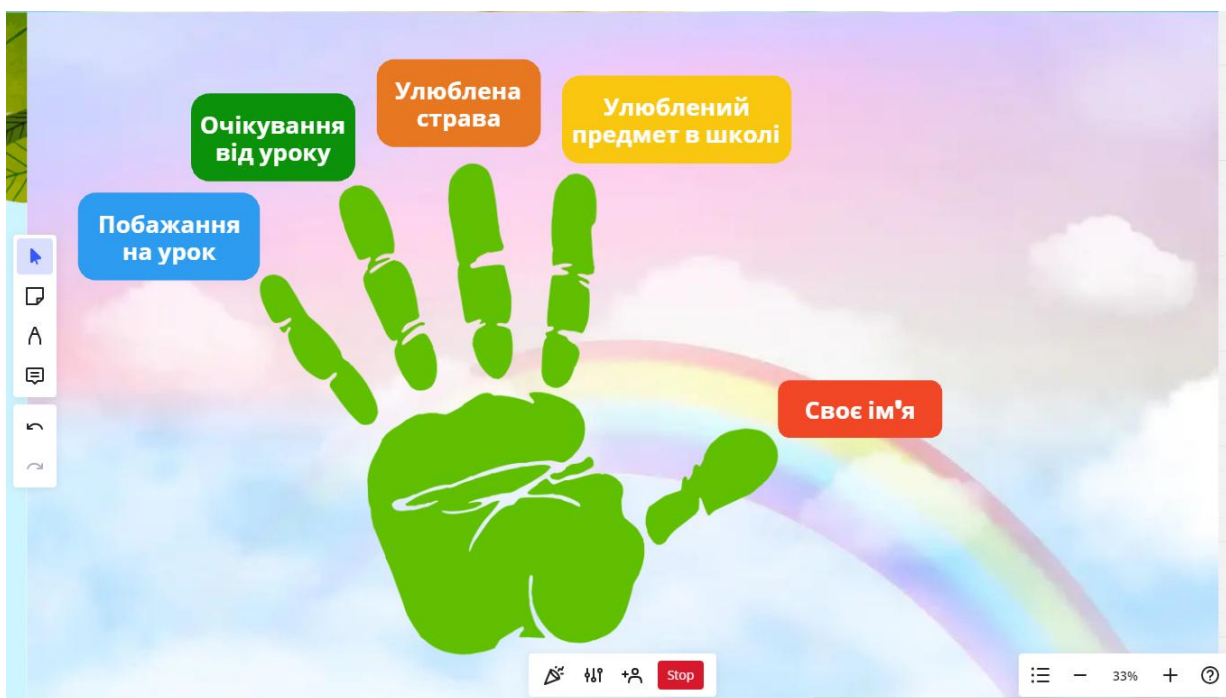 Улюблена
страва
Очікування
від уроку
Улюблений
предмет в школі
Побажання
на урок
Своє ім'я
Stop
33%